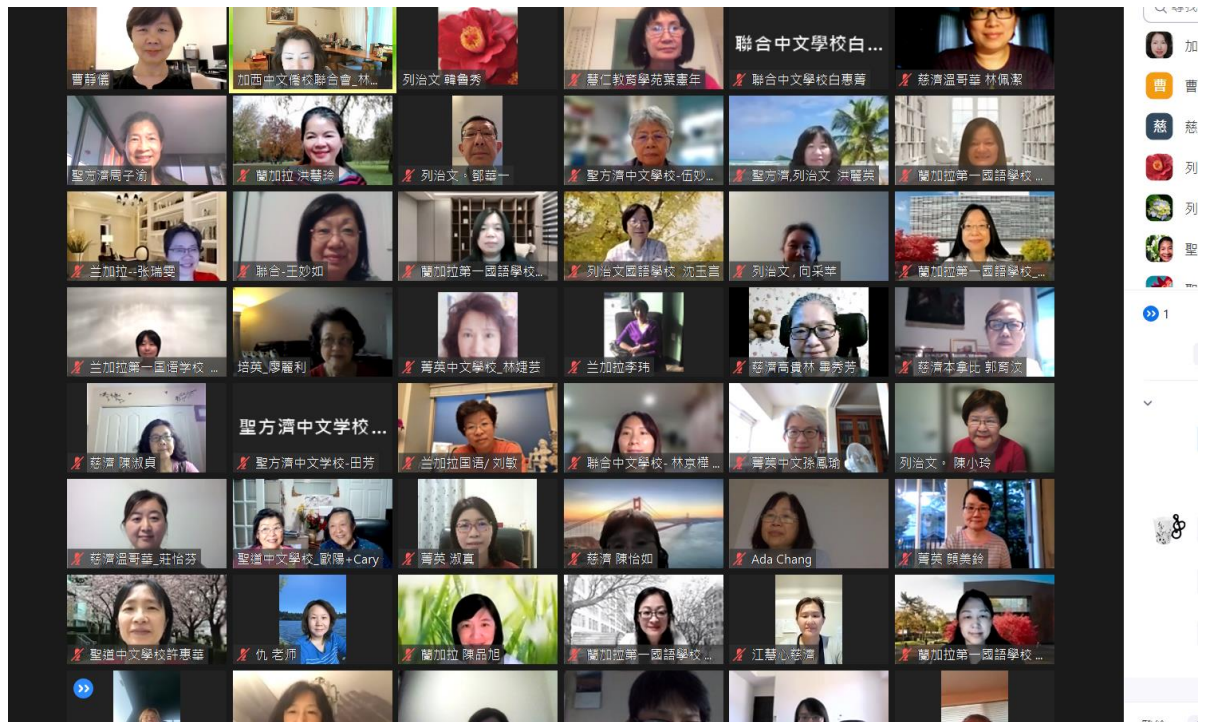 曹靜儀
加西中文僑校聯合會_林...
列治文 韓魯秀
慧仁教育學苑葉憲年
聯合中文學校白...
聯合中文學校白惠菁
慈濟溫哥華 林佩潔
聖方濟周子渝
蘭加拉 洪慧玲
列治文。鄧華一
聖方濟中文學校-伍妙...
聖方濟,列治文 洪麗榮
蘭加拉第一國語學校 ...
兰加拉--张瑞雯
聯合-王妙如
蘭加拉第一國語學校...
列治文國語學校 沈玉言
列治文, 向采苹
蘭加拉第一國語學校_...
兰加拉第一国语学校 ...
培英_廖麗利
菁英中文學校_林婕芸
兰加拉李玮
慈濟高貴林 畢秀芳
慈濟本拿比 郭育汝
慈濟 陳淑貞
聖方濟中文学校...
聖方濟中文学校-田芳
兰加拉国语/ 刘敏
聯合中文學校- 林京樺 ...
菁英中文孫鳳瑜
列治文。 陳小玲
慈濟溫哥華_莊怡芬
聖道中文學校_歐陽+Cary
菁英 淑真
慈濟 陳怡如
Ada Chang
菁英 顏美鈴
聖道中文學校許惠華
仇 老师
蘭加拉 陳品旭
蘭加拉第一國語學校 ...
江慧心慈濟
蘭加拉第一國語學校 ...
加
曹 曹
慈 慈
列
列
聖
1